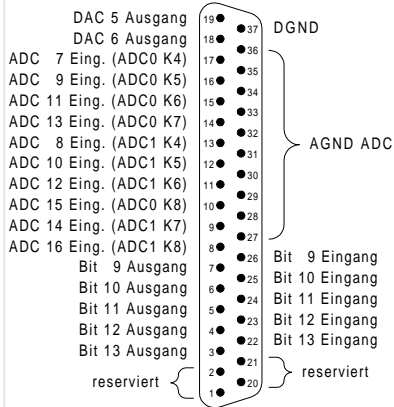 DAC 5 Ausgang 19 37 DGND
DAC 6 Ausgang 18 36
ADC 7 Eing. (ADC0 K4) 17 35
ADC 9 Eing. (ADC0 K5) 16 34
ADC 11 Eing. (ADC0 K6) 15 33
ADC 13 Eing. (ADC0 K7) 14 32
ADC 8 Eing. (ADC1 K4) 13 31 AGND ADC
ADC 10 Eing. (ADC1 K5) 12 30
ADC 12 Eing. (ADC1 K6) 11 29
ADC 15 Eing. (ADC0 K8) 10 28
ADC 14 Eing. (ADC1 K7) 9 27
ADC 16 Eing. (ADC1 K8) 8 26 Bit 9 Eingang
Bit 9 Ausgang 7 25 Bit 10 Eingang
Bit 10 Ausgang 6 24 Bit 11 Eingang
Bit 11 Ausgang 5 23 Bit 12 Eingang
Bit 12 Ausgang 4 22 Bit 13 Eingang
Bit 13 Ausgang 3 21
reserviert 2 20 reserviert
1